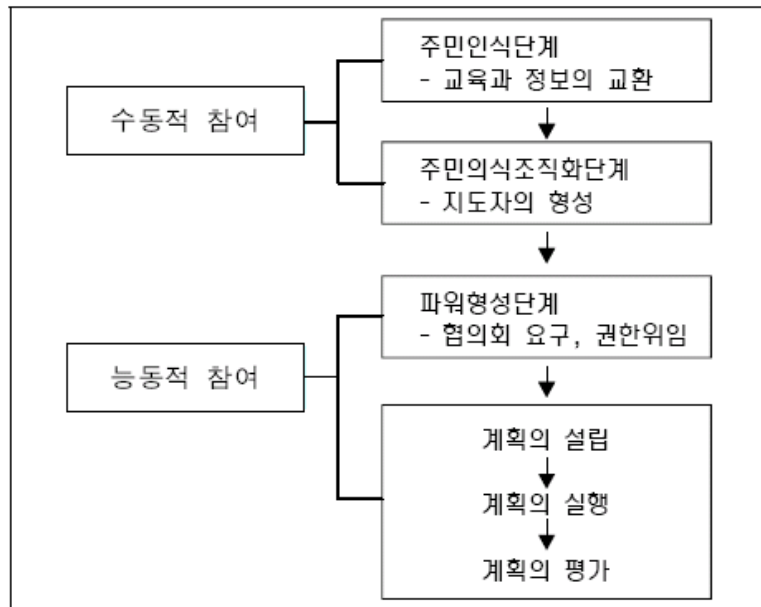 주민인식단계
- 교육과 정보의 교환
수동적 참여
주민의식조직화단계
- 지도자의 형성
파워형성단계
- 협의회 요구, 권한위임
능동적 참여
계획의 설립
계획의 실행
계획의 평가